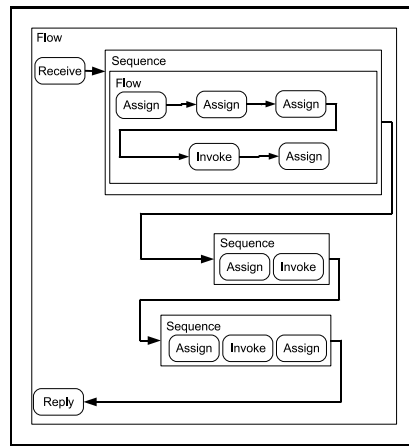 Flow
Receive
Sequence
Flow
Assign Assign Assign
Invoke Assign
Sequence
Assign Invoke
Sequence
Assign Invoke Assign
Reply